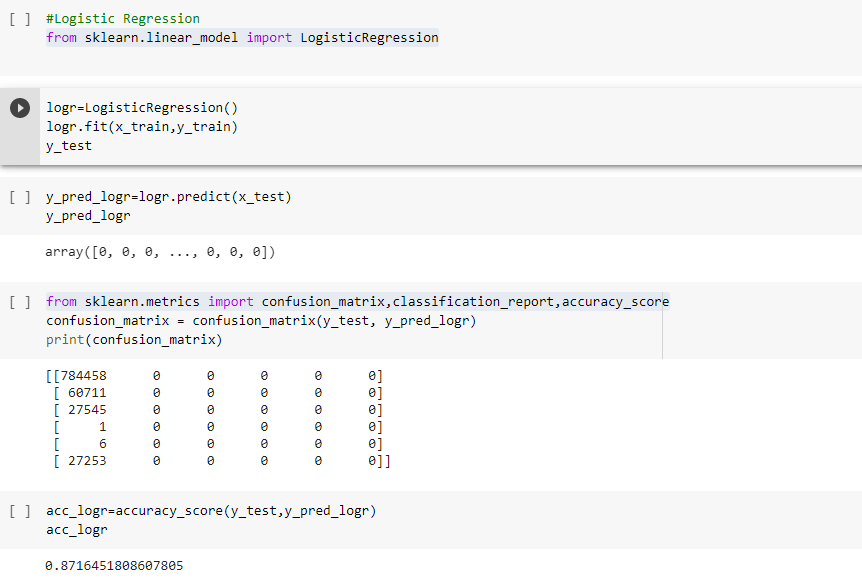 [ ] #Logistic Regression
from sklearn.linear_model import LogisticRegression
logr=LogisticRegression()
logr.fit(x_train,y_train)
y_test
[ ] y_pred_logr=logr.predict(x_test)
y_pred_logr
array([0, 0, 0, ..., 0, 0, 0])
[ ] from sklearn.metrics import confusion_matrix,classification_report,accuracy_score
confusion_matrix = confusion_matrix(y_test, y_pred_logr)
print(confusion_matrix)
[[784458 0 0 0 0 0]
[ 60711 0 0 0 0 0]
[ 27545 0 0 0 0 0]
[ 1 0 0 0 0 0]
[ 6 0 0 0 0 0]
[ 27253 0 0 0 0 0]]
[ ] acc_logr=accuracy_score(y_test,y_pred_logr)
acc_logr
0.8716451808607805